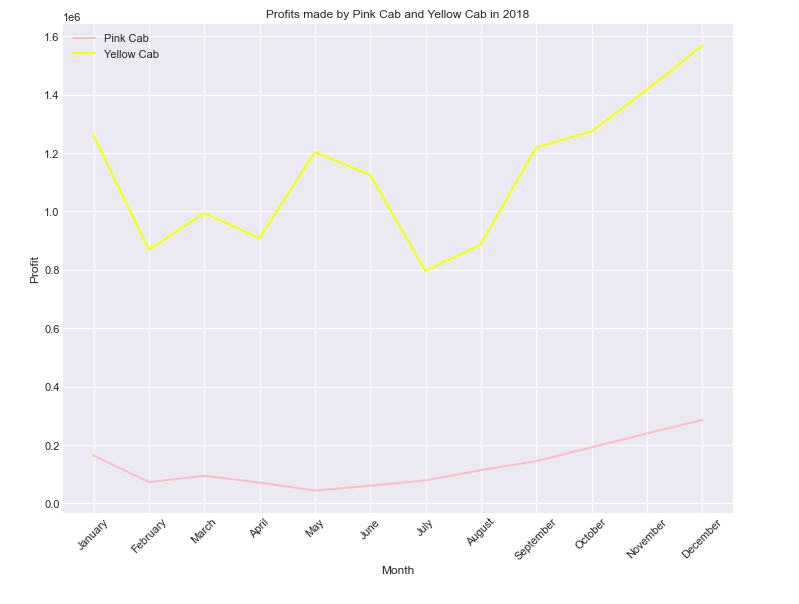 Profits made by Pink Cab and Yellow Cab in 2018
1e6
Pink Cab
Yellow Cab
1.6
1.4
1.2
1.0
0.8
0.6
0.4
0.2
0.0
Profit
January
February
March
April
May
June
July
August
September
October
November
December
Month